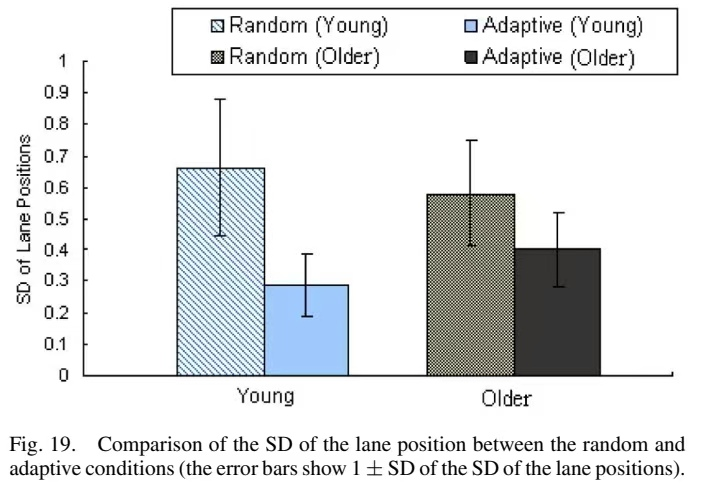 Random (Young) Adaptive (Young)
Random (Older) Adaptive (Older)
1
0.9
0.8
0.7
0.6
0.5
0.4
0.3
0.2
0.1
0
SD of Lane Positions
Young Older
Fig. 19. Comparison of the SD of the lane position between the random and
adaptive conditions (the error bars show 1 ± SD of the SD of the lane positions).